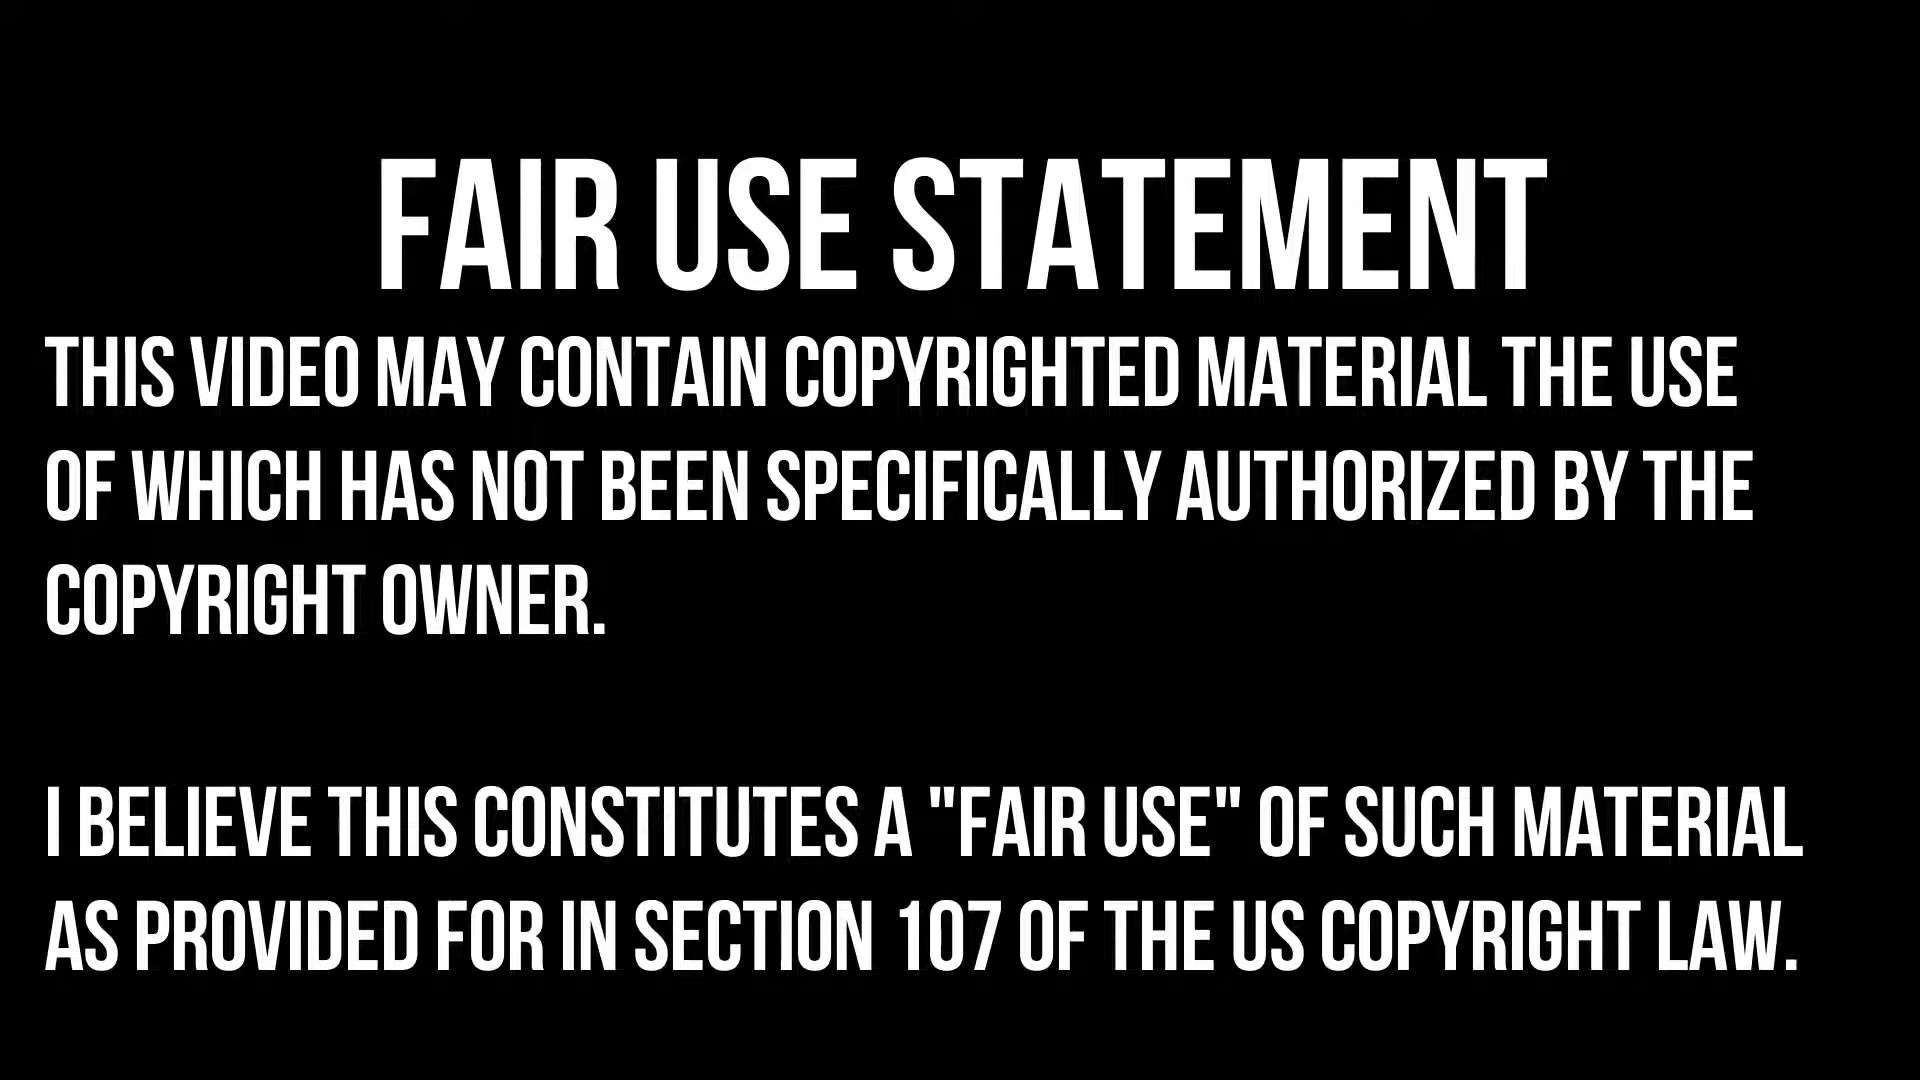 FAIR USE STATEMENT
THIS VIDEO MAY CONTAIN COPYRIGHTED MATERIAL THE USE
OF WHICH HAS NOT BEEN SPECIFICALLY AUTHORIZED BY THE
COPYRIGHT OWNER.
I BELIEVE THIS CONSTITUTES A "FAIR USE" OF SUCH MATERIAL
AS PROVIDED FOR IN SECTION 107 OF THE US COPYRIGHT LAW.